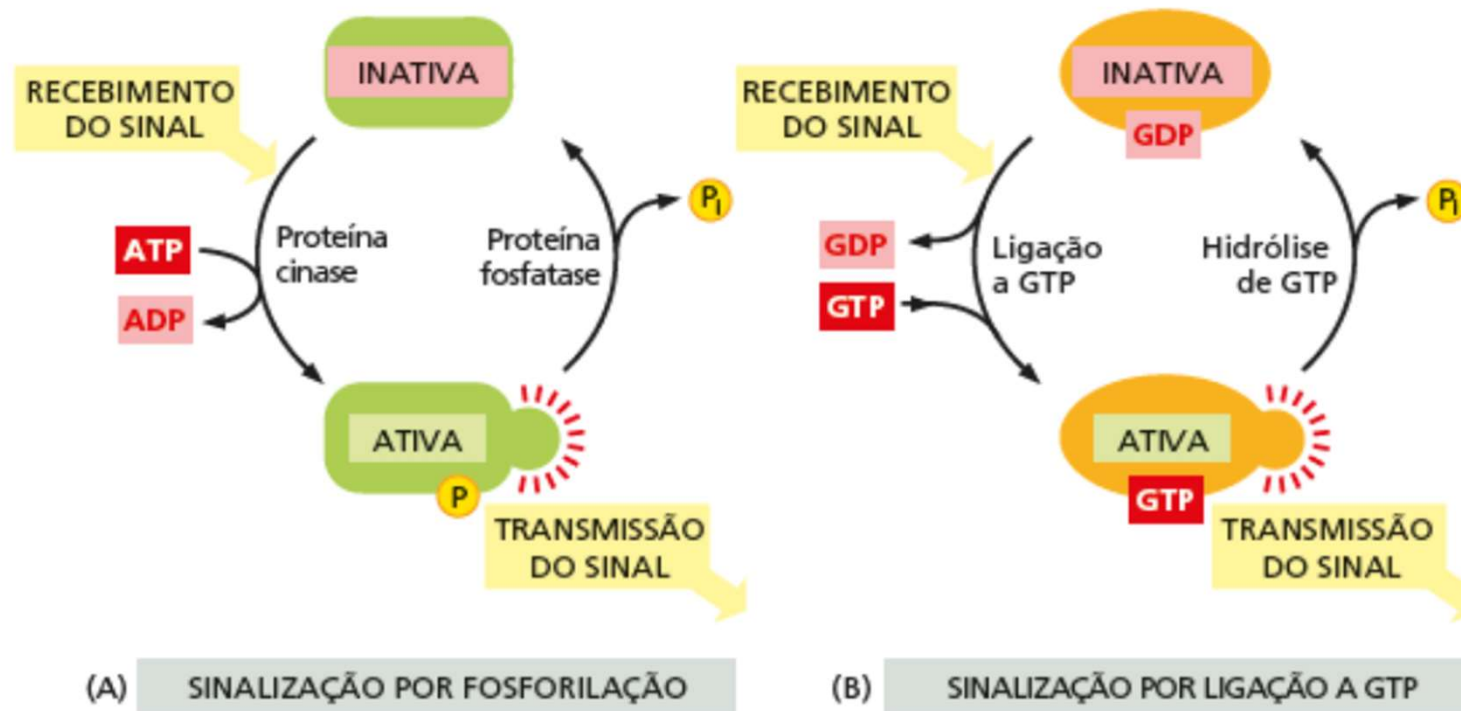 INATIVA
RECEBIMENTO
DO SINAL
ATP
ADP
Proteína
cinase
Proteína
fosfatase
Pi
ATIVA
P
TRANSMISSÃO
DO SINAL
(A) SINALIZAÇÃO POR FOSFORILAÇÃO
INATIVA
GDP
RECEBIMENTO
DO SINAL
GDP
GTP
Ligação
a GTP
Hidrólise
de GTP
Pi
ATIVA
GTP
TRANSMISSÃO
DO SINAL
(B) SINALIZAÇÃO POR LIGAÇÃO A GTP